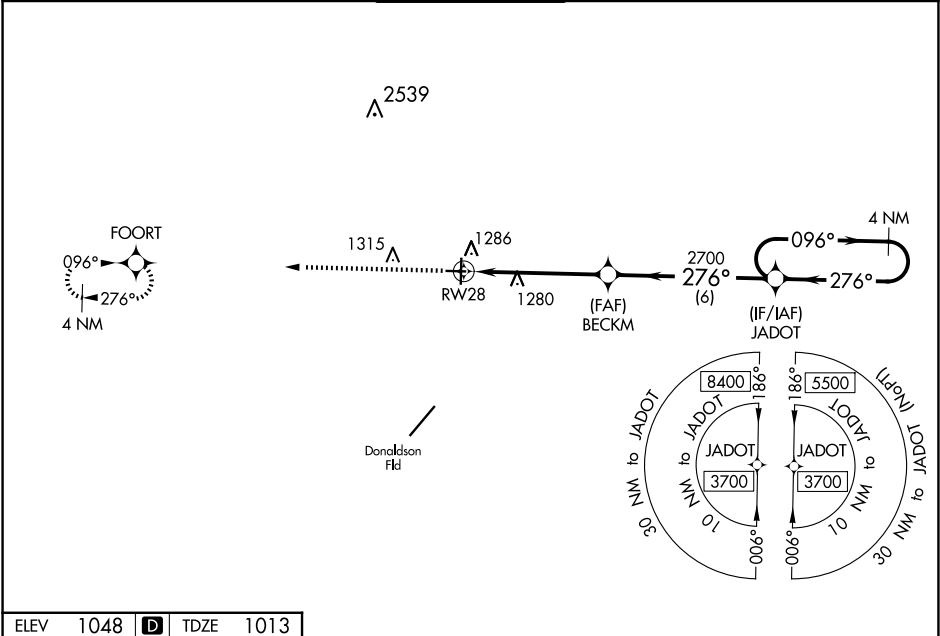 2539
4 NM
FOORT
096°
096°
1315
1286
2700
276°
276°
276°
(6)
RW28
1280
4 NM
(FAF)
BECKM
(IF/IAF)
JADOT
8400
186°
186°
5500
30 NM to JADOT
10 NM to JADOT
JADOT
3700
006°
30 NM to JADOT (NoPT)
10 NM to JADOT
JADOT
3700
006°
Donaldson
Fld
ELEV 1048 D TDZE 1013